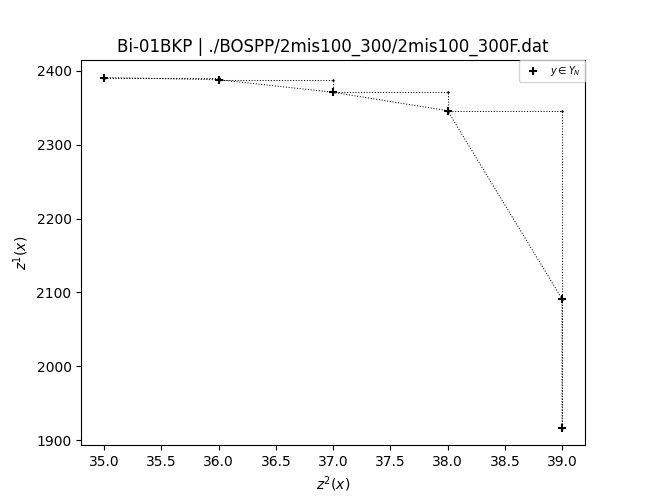 Bi-01BKP | ./BOSPP/2mis100_300/2mis100_300F.dat
y ∈ Y_N
2400
2300
2200
2100
2000
1900
z^1(x)
35.0 35.5 36.0 36.5 37.0 37.5 38.0 38.5 39.0
z^2(x)